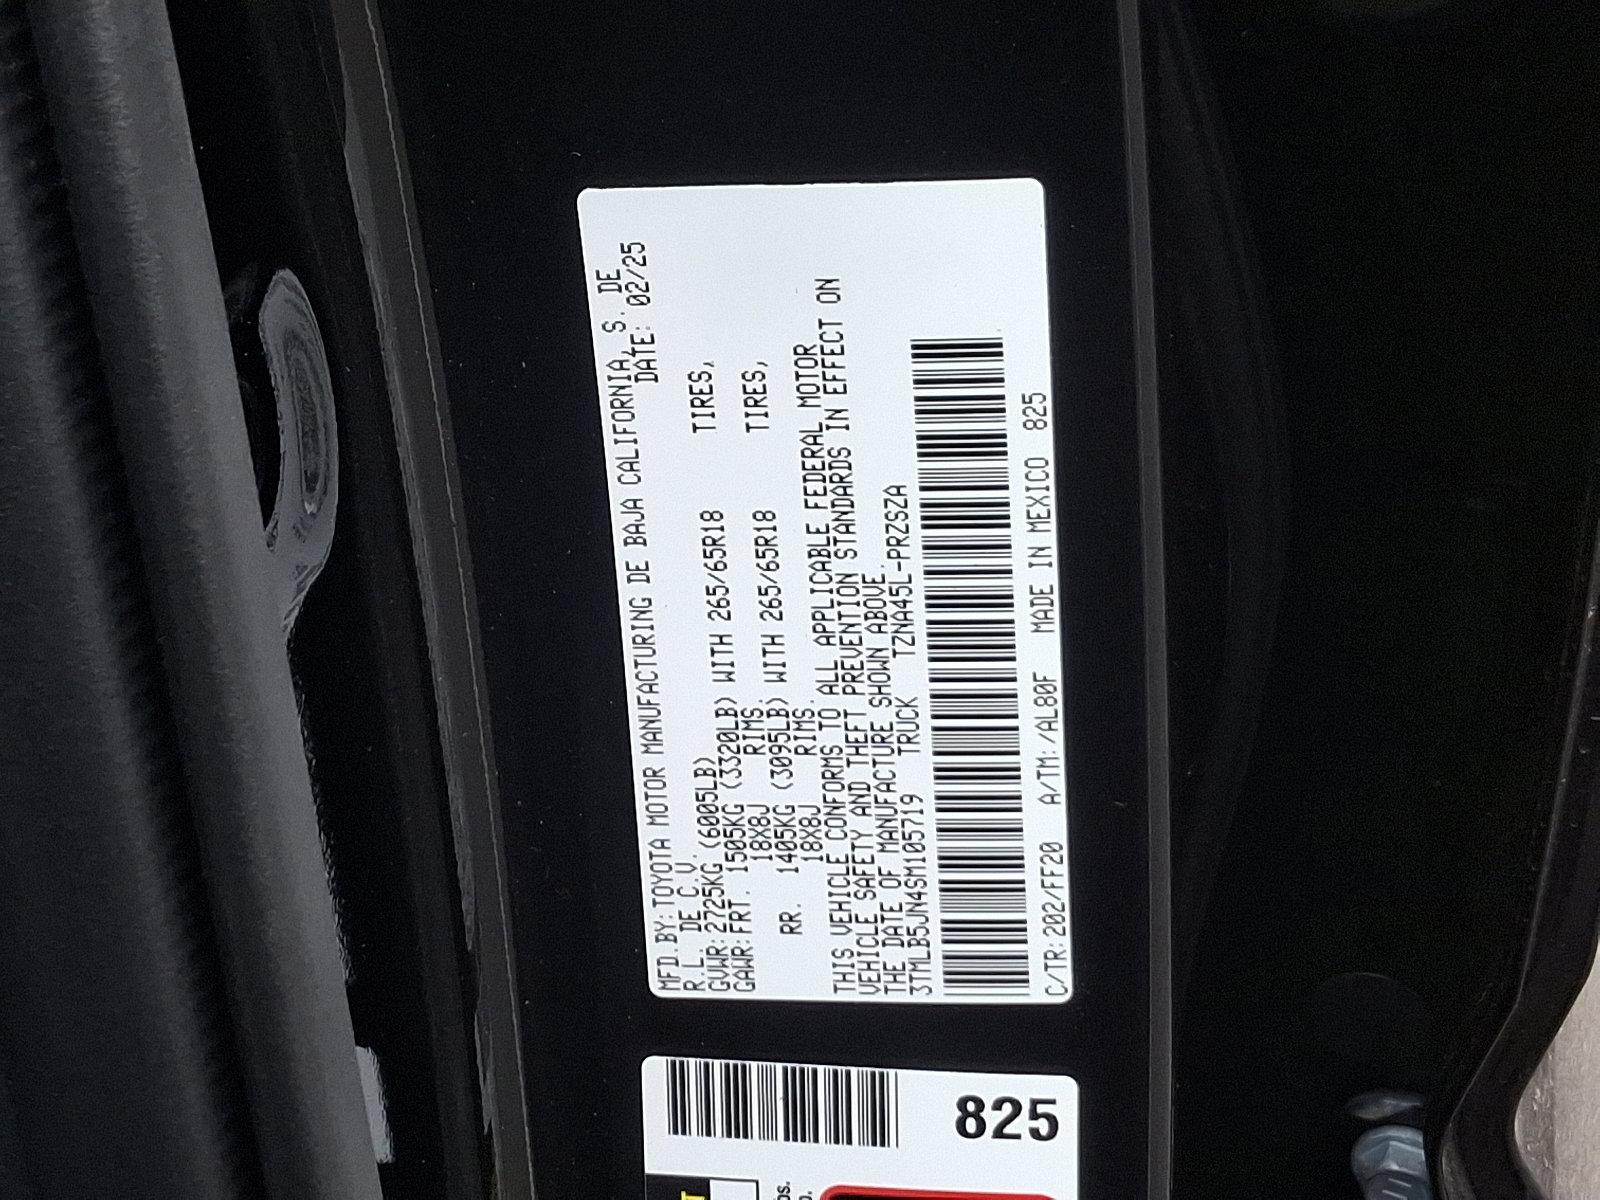 MFD.BY:TOYOTA MOTOR MANUFACTURING DE BAJA CALIFORNIA, S. DE
R.L. DE C.V. DATE: 02/25
GVWR:2725KG (6005LB)
GAWR:FRT. 1505KG (3320LB) WITH 265/65R18 TIRES,
18X8J RIMS.
RR. 1405KG (3095LB) WITH 265/65R18 TIRES,
18X8J RIMS.
THIS VEHICLE CONFORMS TO ALL APPLICABLE FEDERAL MOTOR
VEHICLE SAFETY AND THEFT PREVENTION STANDARDS IN EFFECT ON
THE DATE OF MANUFACTURE SHOWN ABOVE.
3TMLB5JN4SM105719 TRUCK TZNA45L-PRZSZA
C/TR:202/FF20 A/TM:/AL80F MADE IN MEXICO 825
825